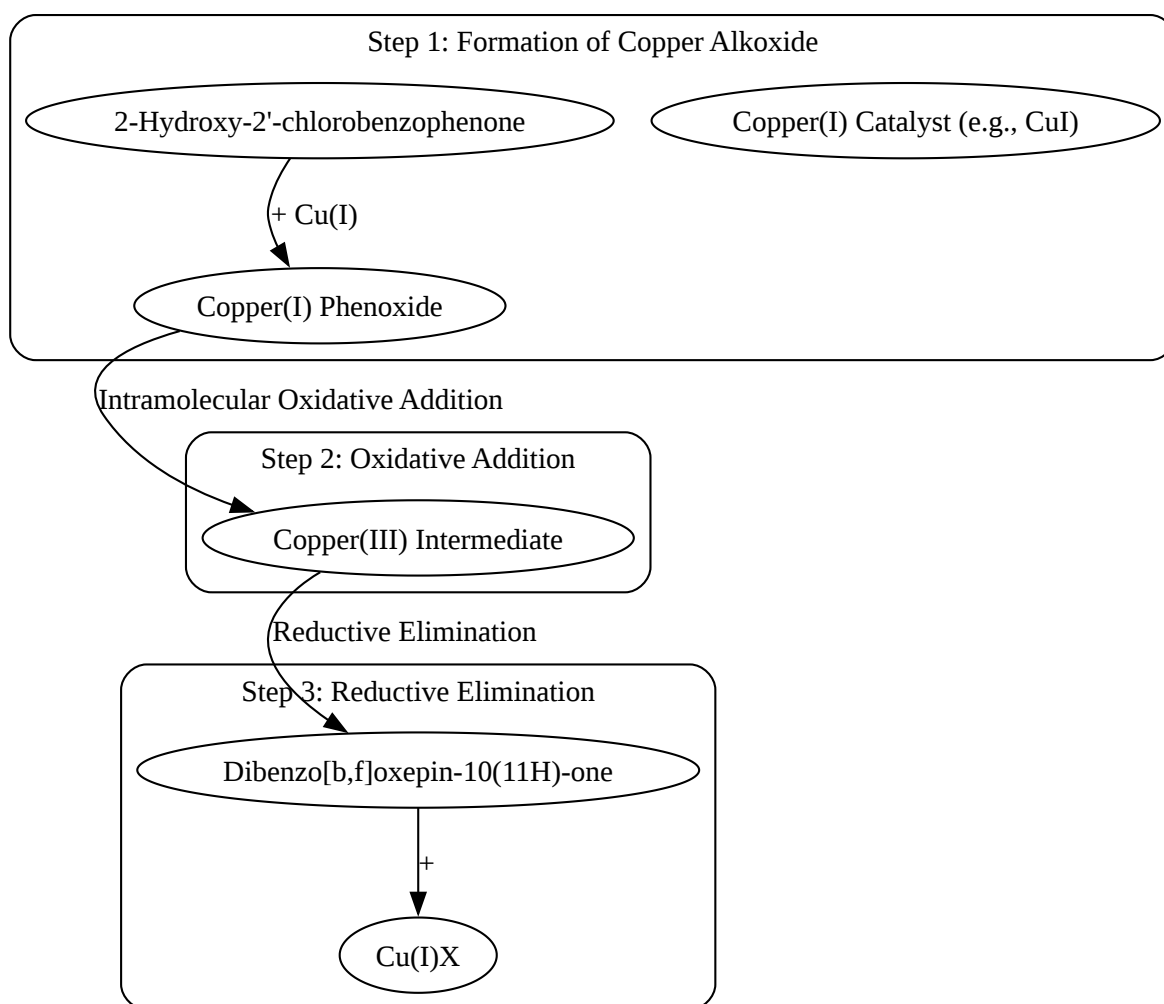 Step 1: Formation of Copper Alkoxide
2-Hydroxy-2'-chlorobenzophenone
Copper(I) Catalyst (e.g., CuI)
+ Cu(I)
Copper(I) Phenoxide
Intramolecular Oxidative Addition
Step 2: Oxidative Addition
Copper(III) Intermediate
Reductive Elimination
Step 3: Reductive Elimination
Dibenzo[b,f]oxepin-10(11H)-one
+
Cu(I)X